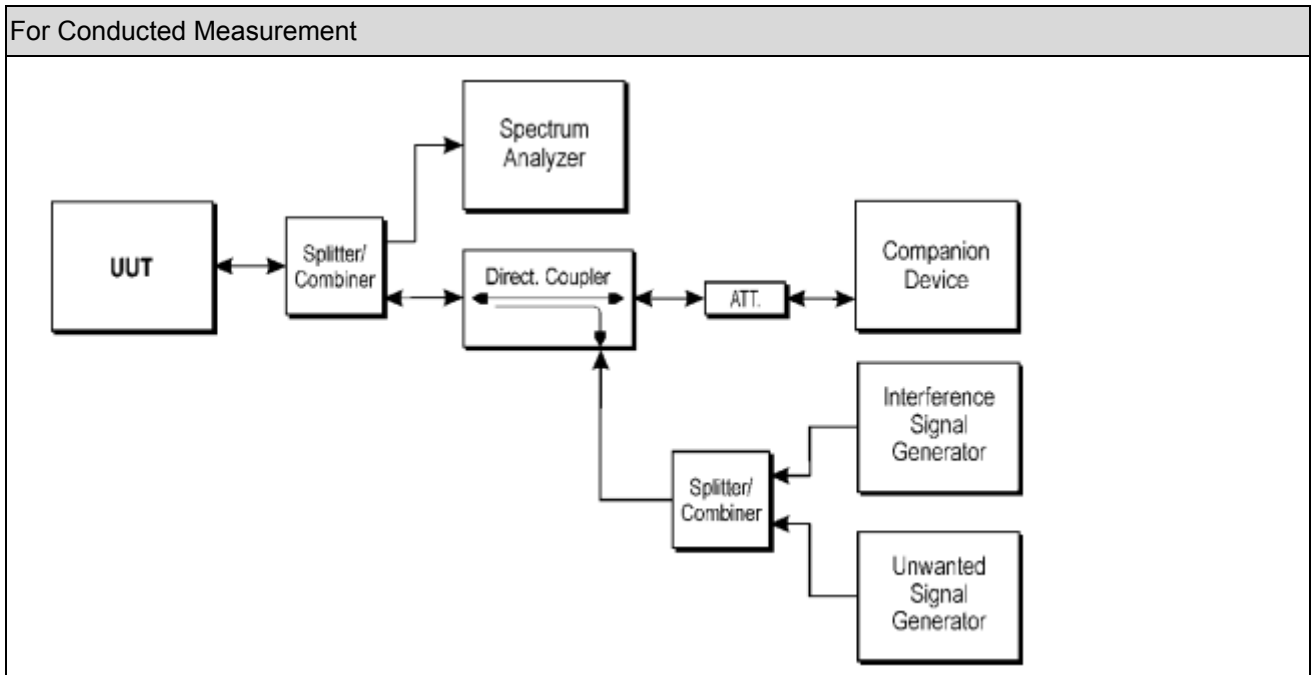 For Conducted Measurement
Spectrum
Analyzer
UUT
Splitter/
Combiner
Direct. Coupler
ATT.
Companion
Device
Interference
Signal
Generator
Splitter/
Combiner
Unwanted
Signal
Generator